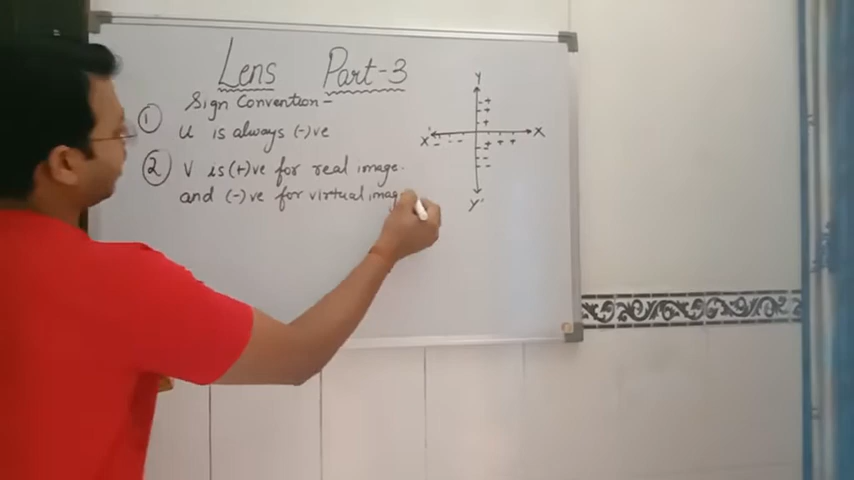 Lens Part-3
Sign Convention-
① U is always (-)ve
② V is (+)ve for real image.
and (-)ve for virtual imag
Y
+
+
+
X' - - - + + + X
-
-
-
Y'